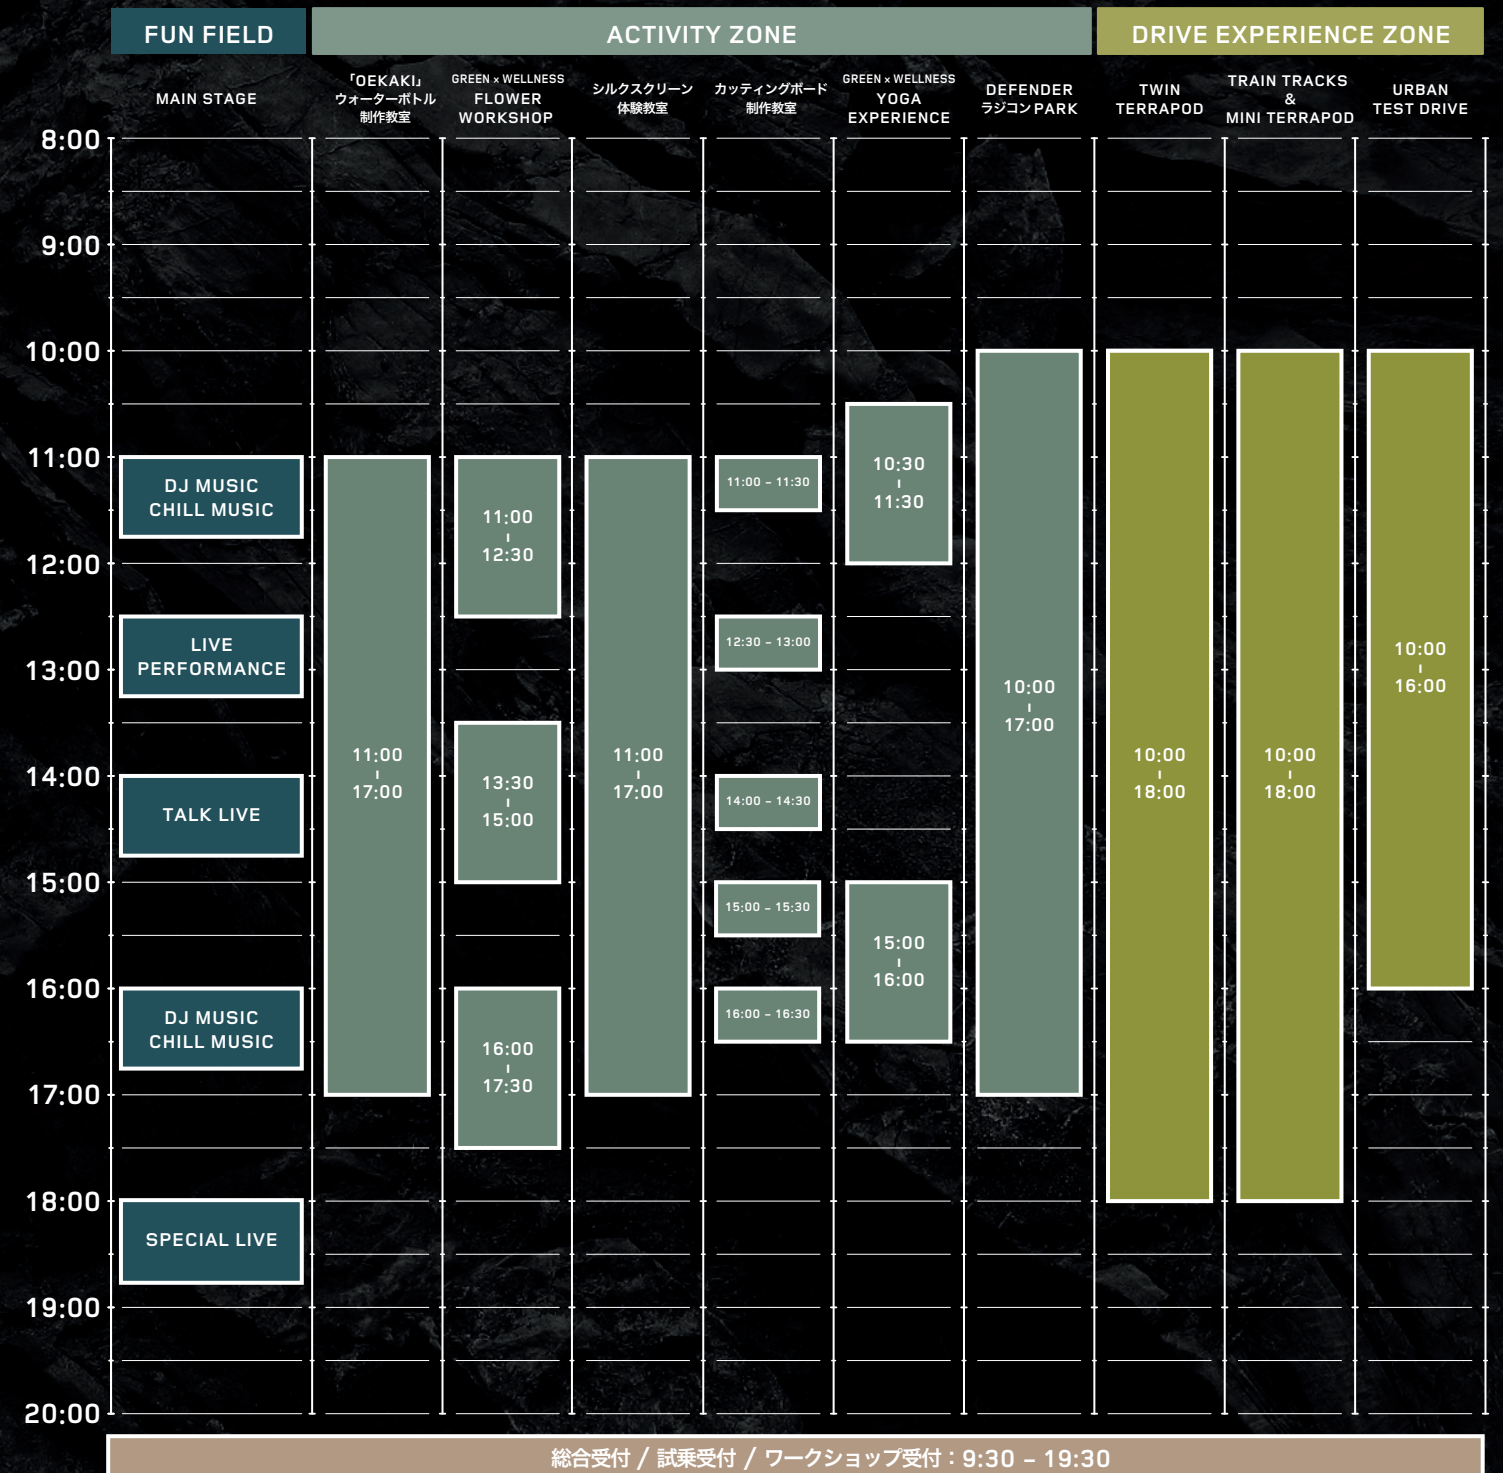 FUN FIELD
ACTIVITY ZONE
DRIVE EXPERIENCE ZONE
MAIN STAGE
「OEKAKI」
ウォーターボトル
制作教室
GREEN × WELLNESS
FLOWER
WORKSHOP
シルクスクリーン
体験教室
カッティングボード
制作教室
GREEN × WELLNESS
YOGA
EXPERIENCE
DEFENDER
ラジコン PARK
TWIN
TERRAPOD
TRAIN TRACKS
&
MINI TERRAPOD
URBAN
TEST DRIVE
8:00
9:00
10:00
11:00
12:00
13:00
14:00
15:00
16:00
17:00
18:00
19:00
20:00
DJ MUSIC
CHILL MUSIC
LIVE
PERFORMANCE
TALK LIVE
DJ MUSIC
CHILL MUSIC
SPECIAL LIVE
11:00
-
17:00
11:00
-
12:30
13:30
-
15:00
16:00
-
17:30
11:00
-
17:00
11:00 – 11:30
12:30 – 13:00
14:00 – 14:30
15:00 – 15:30
16:00 – 16:30
10:30
-
11:30
15:00
-
16:00
10:00
-
17:00
10:00
-
18:00
10:00
-
18:00
10:00
-
16:00
総合受付 / 試乗受付 / ワークショップ受付：9:30 – 19:30